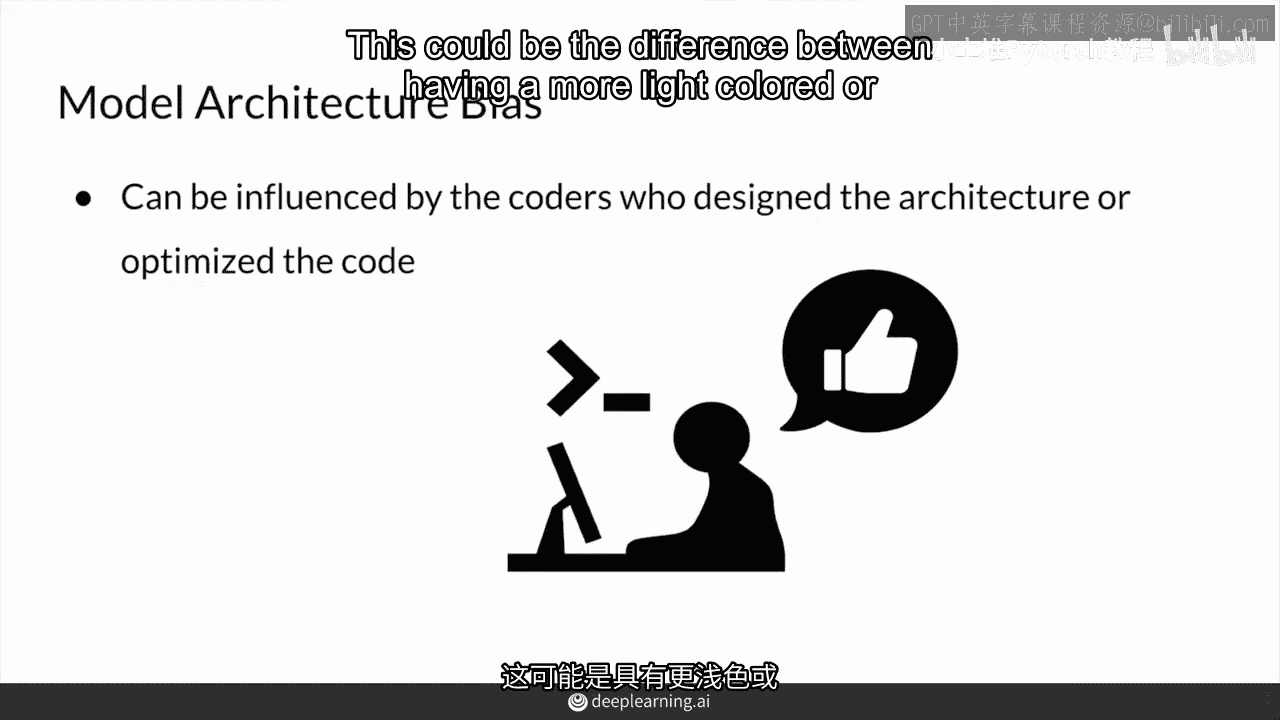 GPT中英字幕课程资源@bilibili.com
This could be the difference between
having a more light colored or
Model Architecture Bias
● Can be influenced by the coders who designed the architecture or
optimized the code
这可能是具有更浅色或
deeplearning.ai